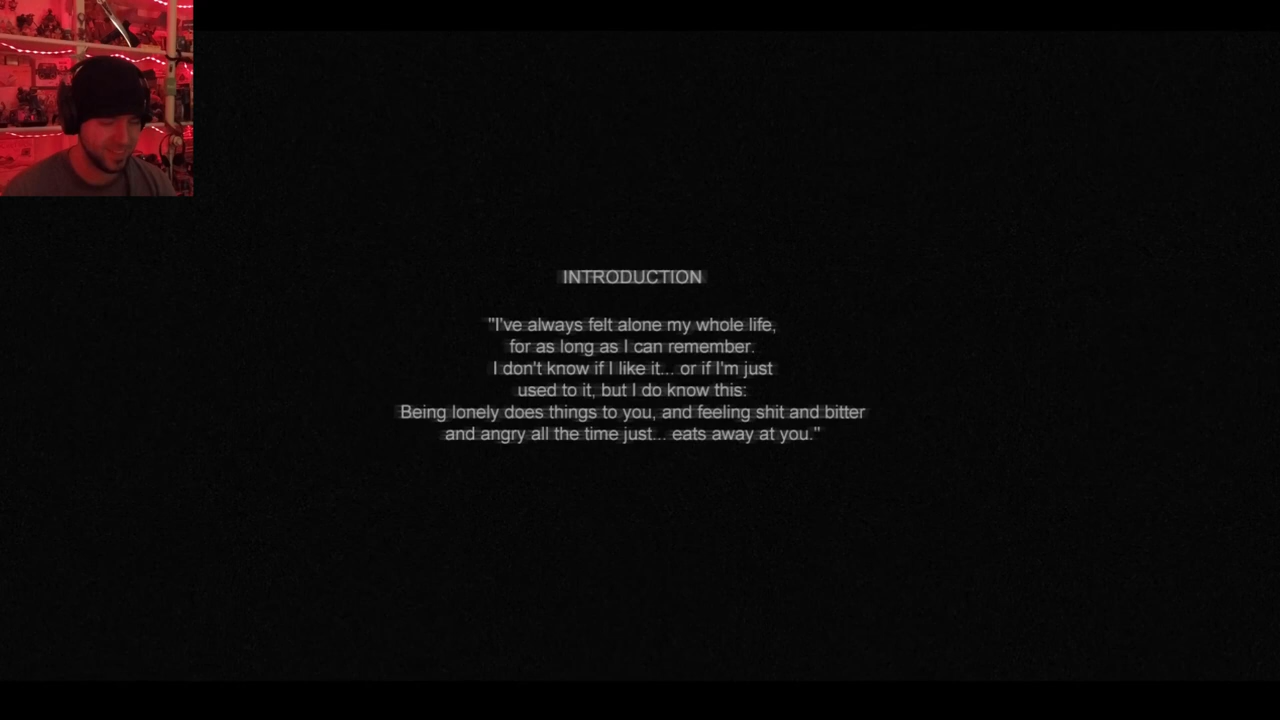 INTRODUCTION
"I've always felt alone my whole life,
for as long as I can remember.
I don't know if I like it... or if I'm just
used to it, but I do know this:
Being lonely does things to you, and feeling shit and bitter
and angry all the time just... eats away at you."